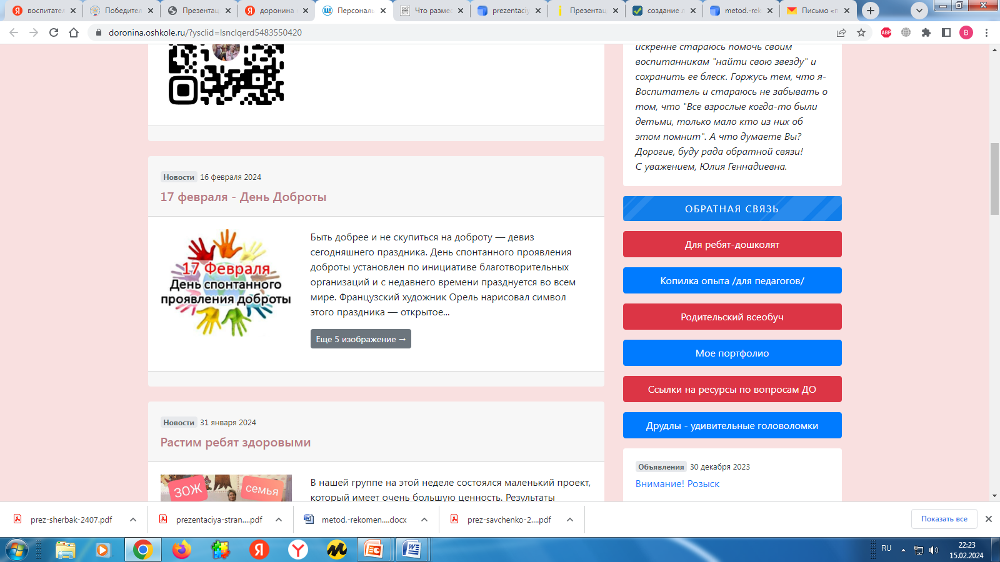 воспитател
Победител
Презентац
доронина
Персональ
Что размес
prezentaciy
Презентац
создание л
metod.-rek
Письмо «п
doronina.oshkole.ru/?ysclid=lsnclqerd5483550420
ABP
B
искренне стараюсь помочь своим
воспитанникам "найти свою звезду" и
сохранить ее блеск. Горжусь тем, что я-
Воспитатель и стараюсь не забывать о
том, что "Все взрослые когда-то были
детьми, только мало кто из них об
этом помнит". А что думаете Вы?
Дорогие, буду рада обратной связи!
С уважением, Юлия Геннадиевна.
Новости 16 февраля 2024
17 февраля - День Доброты
17 Февраля
День спонтанного
проявления доброты
Быть добрее и не скупиться на доброту — девиз
сегодняшнего праздника. День спонтанного проявления
доброты установлен по инициативе благотворительных
организаций и с недавнего времени празднуется во всем
мире. Французский художник Орель нарисовал символ
этого праздника — открытое...
Еще 5 изображение →
Новости 31 января 2024
Растим ребят здоровыми
ЗОЖ
семья
В нашей группе на этой неделе состоялся маленький проект,
который имеет очень большую ценность. Результаты
ОБРАТНАЯ СВЯЗЬ
Для ребят-дошколят
Копилка опыта /для педагогов/
Родительский всеобуч
Мое портфолио
Ссылки на ресурсы по вопросам ДО
Друдлы - удивительные головоломки
Объявления 30 декабря 2023
Внимание! Розыск
prez-sherbak-2407.pdf
prezentaciya-stran....pdf
metod.-rekomen....docx
prez-savchenko-2....pdf
Показать все
RU
22:23
15.02.2024